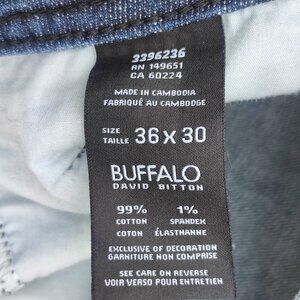 3396236
RN 149651
CA 60224
MADE IN CAMBODIA
FABRIQUÉ AU CAMBODGE
SIZE
TAILLE 36 X 30
BUFFALO
DAVID BITTON
99% 1%
COTTON SPANDEX
COTON ÉLASTHANNE
EXCLUSIVE OF DECORATION
GARNITURE NON COMPRISE
SEE CARE ON REVERSE
VOIR VERSO POUR ENTRETIEN